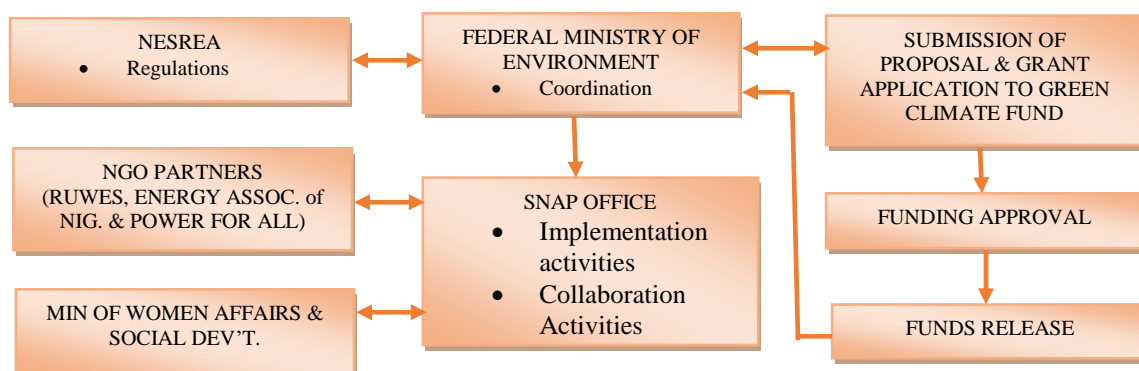 NESREA
• Regulations
FEDERAL MINISTRY OF
ENVIRONMENT
• Coordination
SUBMISSION OF
PROPOSAL & GRANT
APPLICATION TO GREEN
CLIMATE FUND
NGO PARTNERS
(RUWES, ENERGY ASSOC. of
NIG. & POWER FOR ALL)
SNAP OFFICE
• Implementation
activities
• Collaboration
Activities
FUNDING APPROVAL
MIN OF WOMEN AFFAIRS &
SOCIAL DEV'T.
FUNDS RELEASE